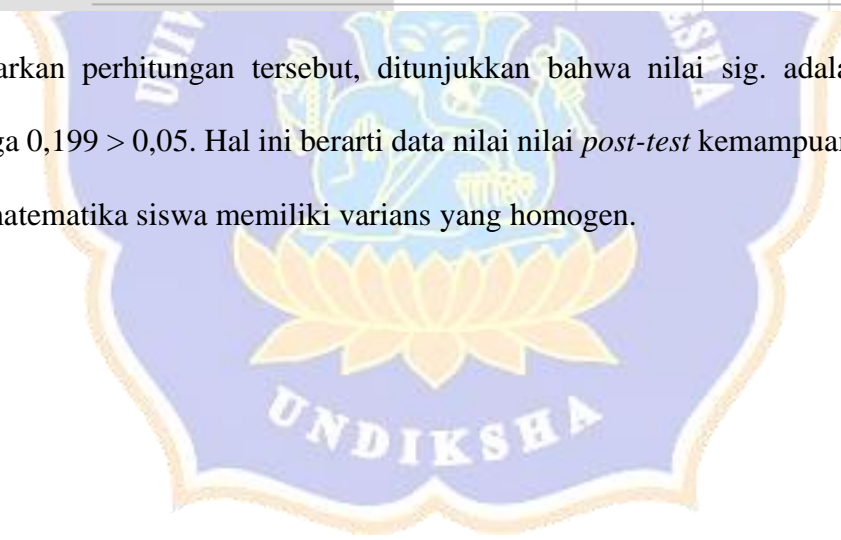 arkan perhitungan tersebut, ditunjukkan bahwa nilai sig. adala
ga 0,199 > 0,05. Hal ini berarti data nilai nilai post-test kemampuan
matematika siswa memiliki varians yang homogen.
UNDIKSHA